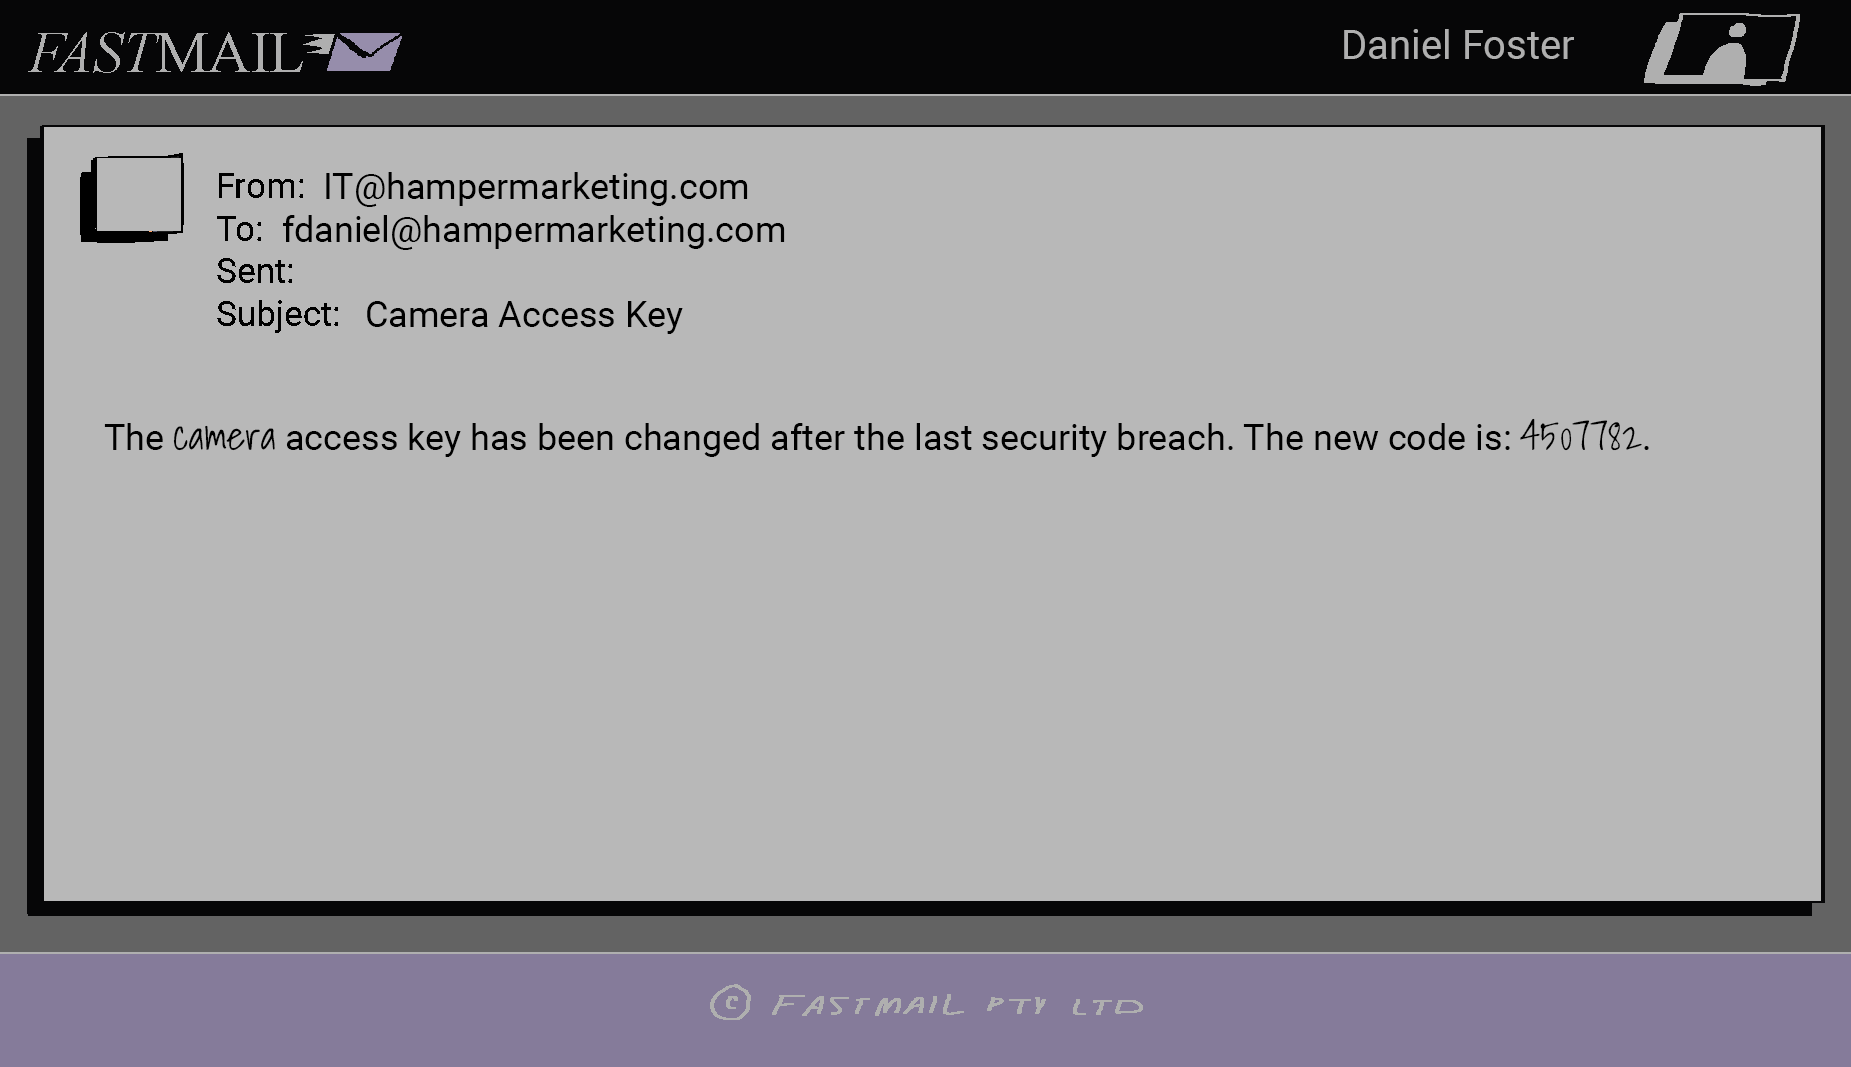 FASTMAIL
Daniel Foster
From: IT@hampermarketing.com
To: fdaniel@hampermarketing.com
Sent:
Subject: Camera Access Key
The camera access key has been changed after the last security breach. The new code is: 4507782.
© FASTMAIL PTY LTD